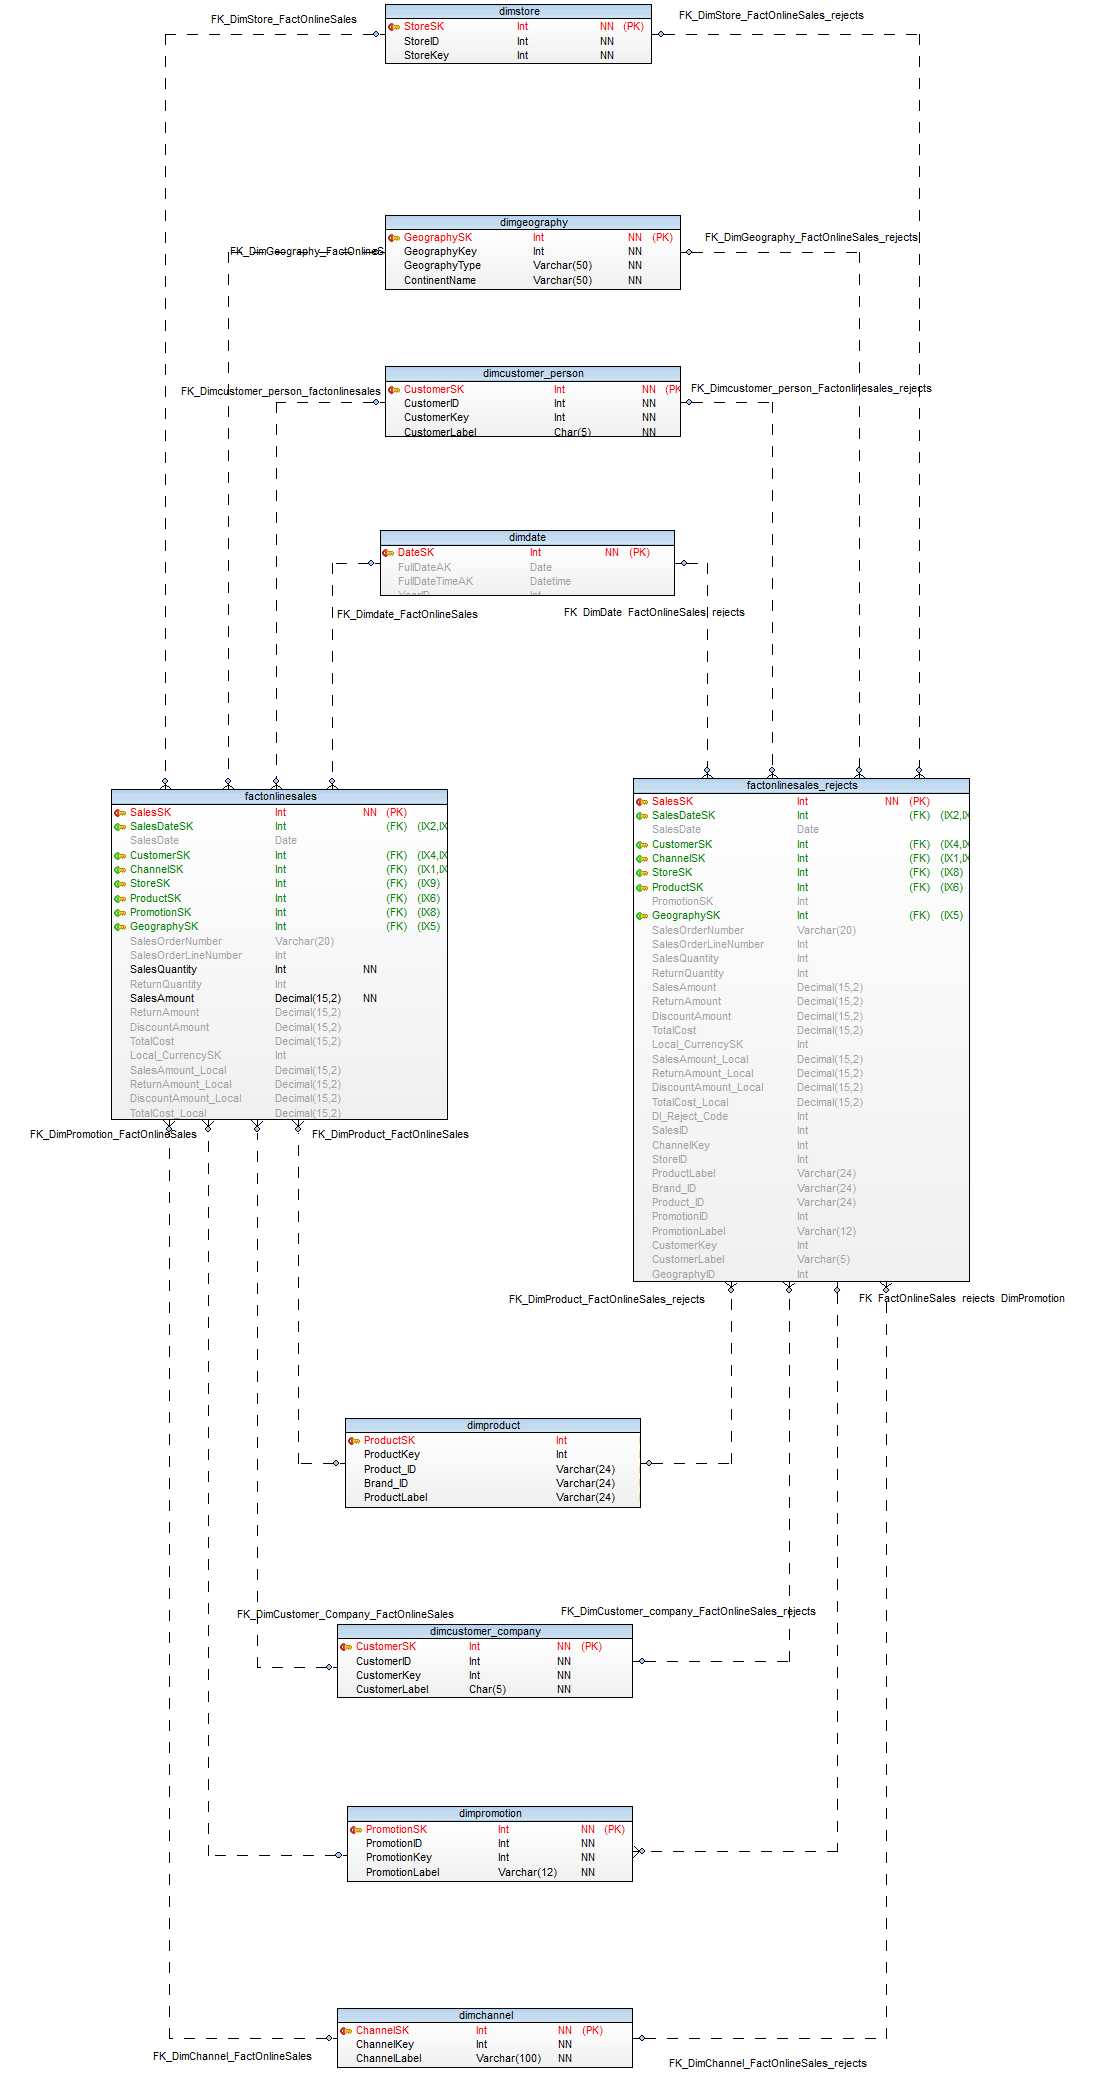 dimstore
FK_DimStore_FactOnlineSales
FK_DimStore_FactOnlineSales_rejects
StoreSK Int NN (PK)
StoreID Int NN
StoreKey Int NN
dimgeography
GeographySK Int NN (PK)
FK_DimGeography_FactOnlineS
FK_DimGeography_FactOnlineSales_rejects
GeographyKey Int NN
GeographyType Varchar(50) NN
ContinentName Varchar(50) NN
dimcustomer_person
FK_Dimcustomer_person_factonlinesales
FK_Dimcustomer_person_Factonlinesales_rejects
CustomerSK Int NN (PK
CustomerID Int NN
CustomerKey Int NN
CustomerLabel Char(5) NN
dimdate
DateSK Int NN (PK)
FullDateAK Date
FullDateTimeAK Datetime
YearID Int
FK_Dimdate_FactOnlineSales
FK_DimDate_FactOnlineSales_rejects
factonlinesales
SalesSK Int NN (PK)
SalesDateSK Int (FK) (IX2,IX
SalesDate Date
CustomerSK Int (FK) (IX4,IX
ChannelSK Int (FK) (IX1,IX
StoreSK Int (FK) (IX9)
ProductSK Int (FK) (IX6)
PromotionSK Int (FK) (IX8)
GeographySK Int (FK) (IX5)
SalesOrderNumber Varchar(20)
SalesOrderLineNumber Int
SalesQuantity Int NN
ReturnQuantity Int
SalesAmount Decimal(15,2) NN
ReturnAmount Decimal(15,2)
DiscountAmount Decimal(15,2)
TotalCost Decimal(15,2)
Local_CurrencySK Int
SalesAmount_Local Decimal(15,2)
ReturnAmount_Local Decimal(15,2)
DiscountAmount_Local Decimal(15,2)
TotalCost_Local Decimal(15,2)
factonlinesales_rejects
SalesSK Int NN (PK)
SalesDateSK Int (FK) (IX2,IX
SalesDate Date
CustomerSK Int (FK) (IX4,IX
ChannelSK Int (FK) (IX1,IX
StoreSK Int (FK) (IX8)
ProductSK Int (FK) (IX6)
PromotionSK Int
GeographySK Int (FK) (IX5)
SalesOrderNumber Varchar(20)
SalesOrderLineNumber Int
SalesQuantity Int
ReturnQuantity Int
SalesAmount Decimal(15,2)
ReturnAmount Decimal(15,2)
DiscountAmount Decimal(15,2)
TotalCost Decimal(15,2)
Local_CurrencySK Int
SalesAmount_Local Decimal(15,2)
ReturnAmount_Local Decimal(15,2)
DiscountAmount_Local Decimal(15,2)
TotalCost_Local Decimal(15,2)
DI_Reject_Code Int
SalesID Int
ChannelKey Int
StoreID Int
ProductLabel Varchar(24)
Brand_ID Varchar(24)
Product_ID Varchar(24)
PromotionID Int
PromotionLabel Varchar(12)
CustomerKey Int
CustomerLabel Varchar(5)
GeographyID Int
FK_DimPromotion_FactOnlineSales
FK_DimProduct_FactOnlineSales
FK_DimProduct_FactOnlineSales_rejects
FK_FactOnlineSales_rejects_DimPromotion
dimproduct
ProductSK Int
ProductKey Int
Product_ID Varchar(24)
Brand_ID Varchar(24)
ProductLabel Varchar(24)
FK_DimCustomer_Company_FactOnlineSales
FK_DimCustomer_company_FactOnlineSales_rejects
dimcustomer_company
CustomerSK Int NN (PK)
CustomerID Int NN
CustomerKey Int NN
CustomerLabel Char(5) NN
dimpromotion
PromotionSK Int NN (PK)
PromotionID Int NN
PromotionKey Int NN
PromotionLabel Varchar(12) NN
dimchannel
ChannelSK Int NN (PK)
ChannelKey Int NN
ChannelLabel Varchar(100) NN
FK_DimChannel_FactOnlineSales
FK_DimChannel_FactOnlineSales_rejects